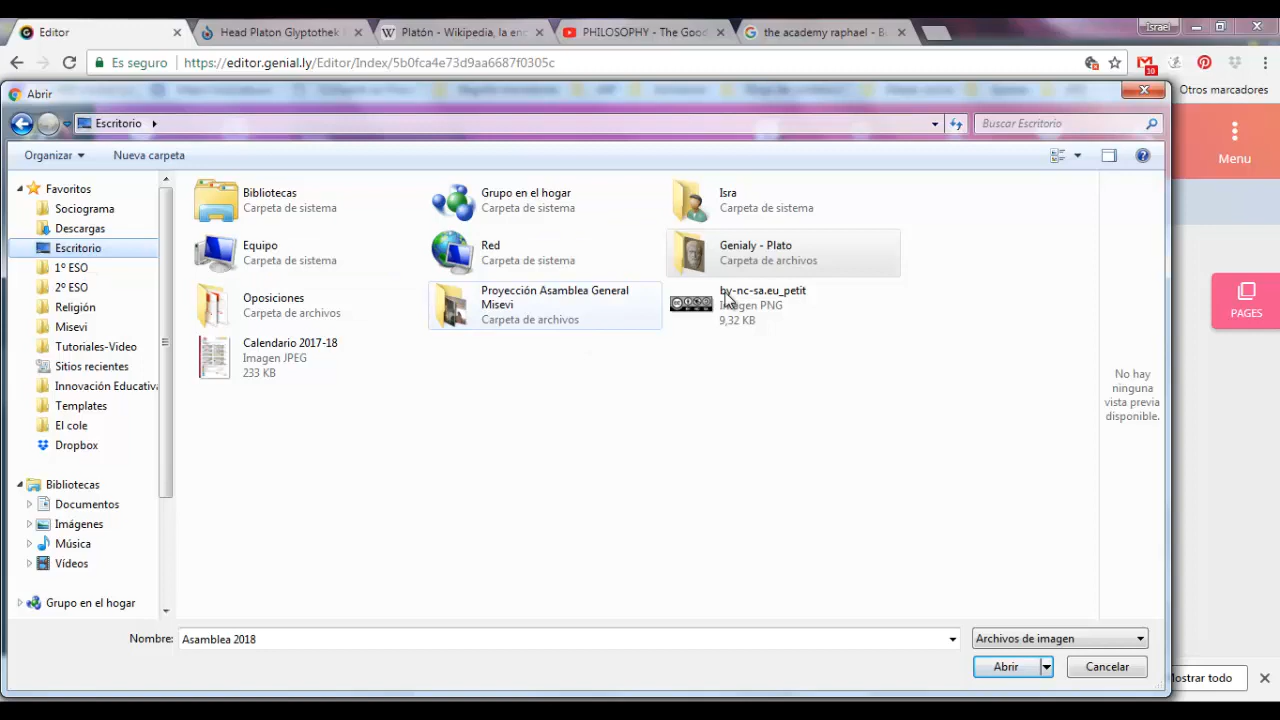 Editor
Head Platon Glyptothek
Platón - Wikipedia, la en
PHILOSOPHY - The Good
the academy raphael - B
Israel
Es seguro
https://editor.genial.ly/Editor/Index/5b0fca4e73d9aa6687f0305c
10
Abrir
Otros marcadores
Escritorio
Buscar Escritorio
Menu
Organizar
Nueva carpeta
Favoritos
Sociograma
Descargas
Escritorio
1º ESO
2º ESO
Religión
Misevi
Tutoriales-Video
Sitios recientes
Innovación Educativa
Templates
El cole
Dropbox
Bibliotecas
Documentos
Imágenes
Música
Vídeos
Grupo en el hogar
Bibliotecas
Carpeta de sistema
Grupo en el hogar
Carpeta de sistema
Isra
Carpeta de sistema
Equipo
Carpeta de sistema
Red
Carpeta de sistema
Genialy - Plato
Carpeta de archivos
Oposiciones
Carpeta de archivos
Proyección Asamblea General
Misevi
Carpeta de archivos
by-nc-sa.eu_petit
Imagen PNG
9,32 KB
Calendario 2017-18
Imagen JPEG
233 KB
No hay
ninguna
vista previa
disponible.
PAGES
Nombre:
Asamblea 2018
Archivos de imagen
Abrir
Cancelar
ostrar todo